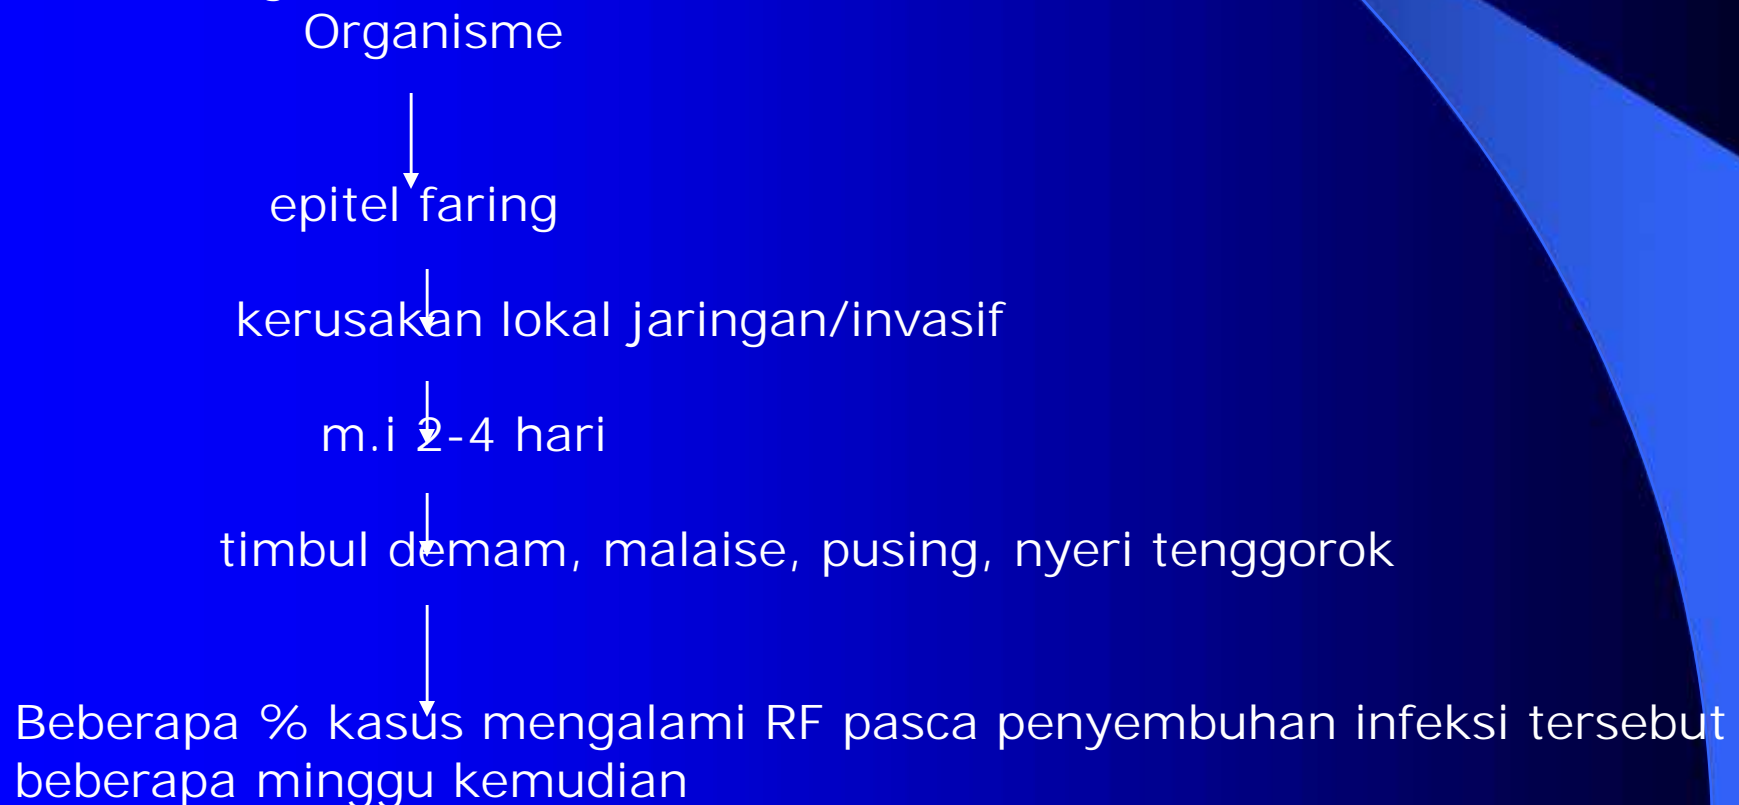 Organisme
epitel faring
kerusakan lokal jaringan/invasif
m.i 2-4 hari
timbul demam, malaise, pusing, nyeri tenggorok
Beberapa % kasus mengalami RF pasca penyembuhan infeksi tersebut
beberapa minggu kemudian